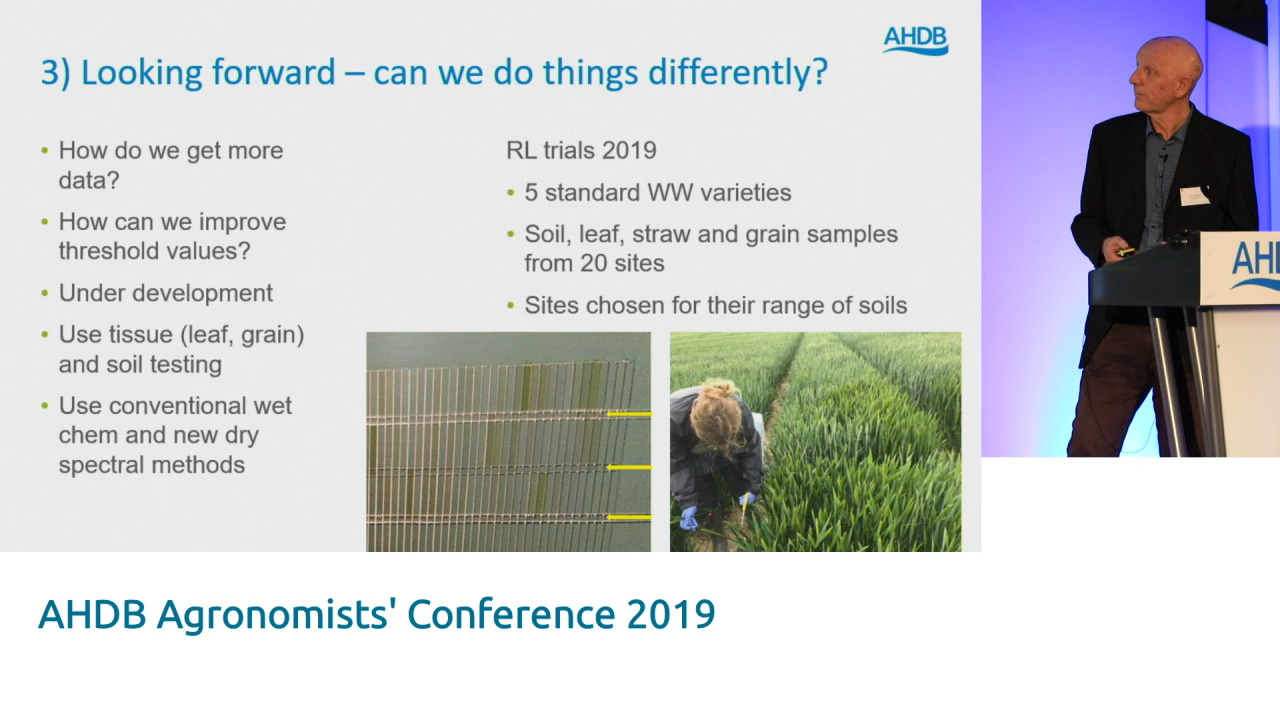 AHDB
3) Looking forward – can we do things differently?
• How do we get more
data?
• How can we improve
threshold values?
• Under development
• Use tissue (leaf, grain)
and soil testing
• Use conventional wet
chem and new dry
spectral methods
RL trials 2019
• 5 standard WW varieties
• Soil, leaf, straw and grain samples
from 20 sites
• Sites chosen for their range of soils
AHDB Agronomists' Conference 2019